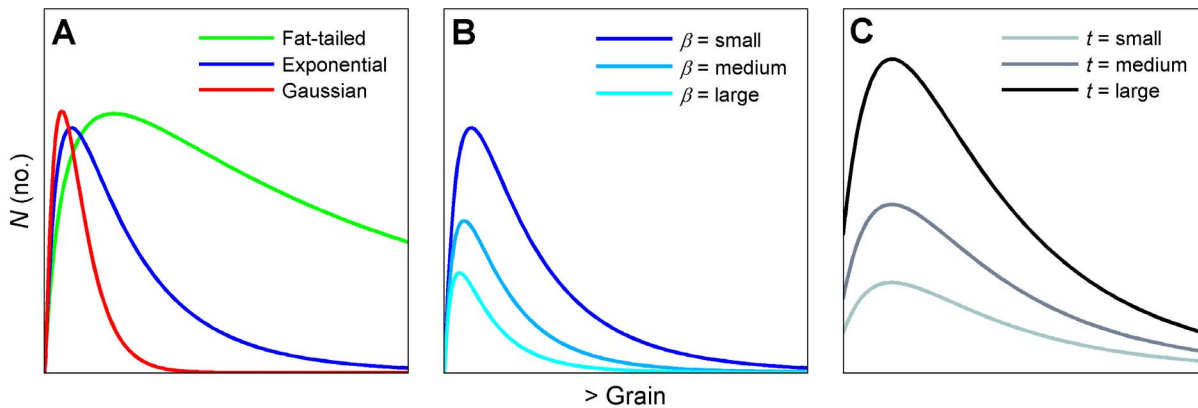 A
Fat-tailed
Exponential
Gaussian
B
β = small
β = medium
β = large
C
t = small
t = medium
t = large
N (no.)
> Grain